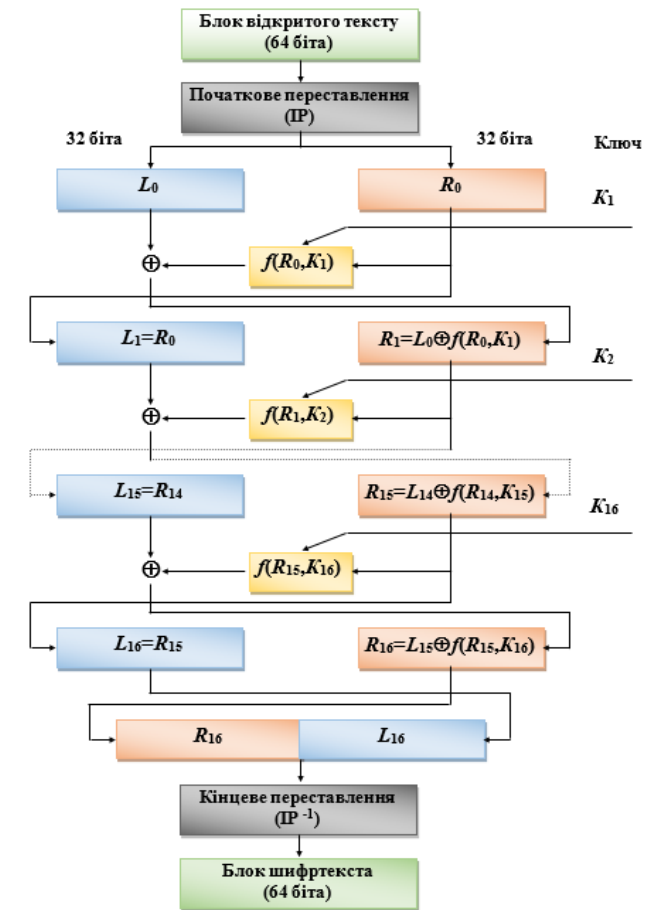 Блок відкритого тексту
(64 біта)
Початкове переставлення
(IP)
32 біта
32 біта
Ключ
L0
R0
K1
⊕
f(R0,K1)
L1=R0
R1=L0⊕f(R0,K1)
K2
⊕
f(R1,K2)
L15=R14
R15=L14⊕f(R14,K15)
K16
⊕
f(R15,K16)
L16=R15
R16=L15⊕f(R15,K16)
R16
L16
Кінцеве переставлення
(IP -1)
Блок шифртекста
(64 біта)